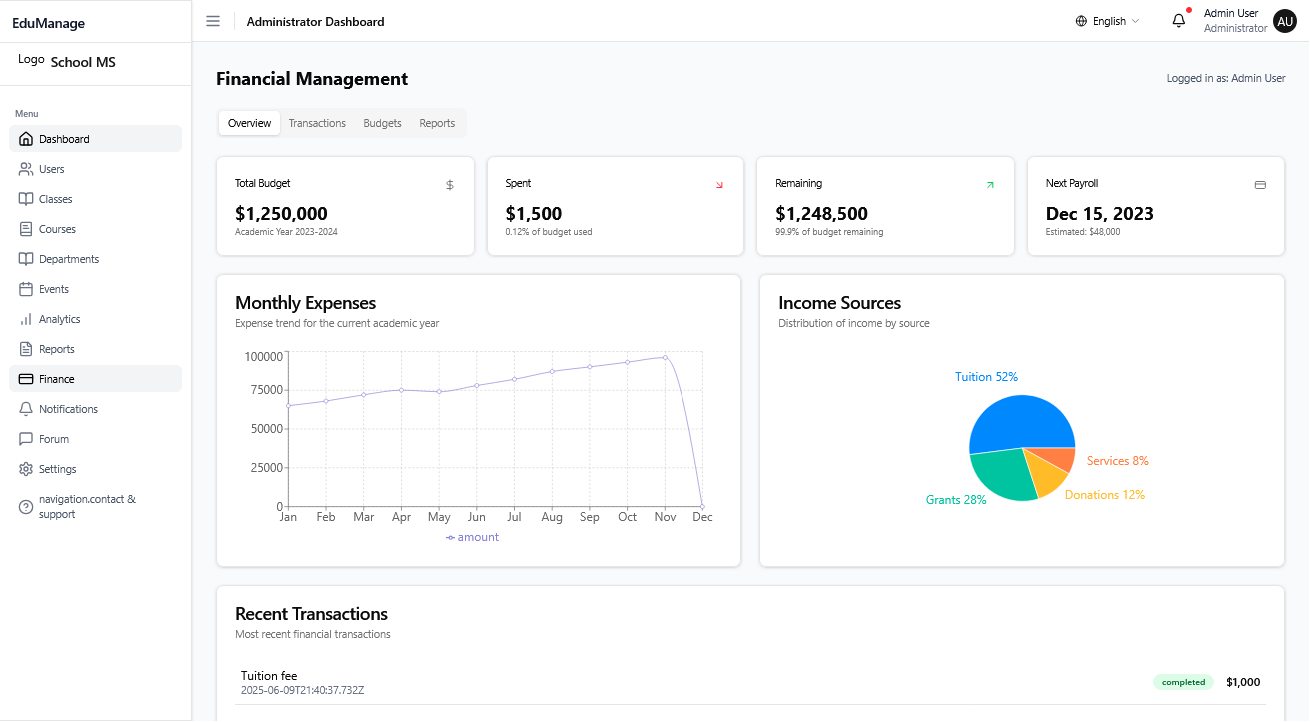 EduManage
Administrator Dashboard
English
Admin User
Administrator
AU
Logo School MS
Menu
Dashboard
Users
Classes
Courses
Departments
Events
Analytics
Reports
Finance
Notifications
Forum
Settings
navigation.contact &
support
Financial Management
Logged in as: Admin User
Overview Transactions Budgets Reports
Total Budget
$
$1,250,000
Academic Year 2023-2024
Spent
$1,500
0.12% of budget used
Remaining
$1,248,500
99.9% of budget remaining
Next Payroll
Dec 15, 2023
Estimated: $48,000
Monthly Expenses
Expense trend for the current academic year
100000
75000
50000
25000
0
Jan Feb Mar Apr May Jun Jul Aug Sep Oct Nov Dec
amount
Income Sources
Distribution of income by source
Tuition 52%
Services 8%
Donations 12%
Grants 28%
Recent Transactions
Most recent financial transactions
Tuition fee
2025-06-09T21:40:37.732Z
completed $1,000